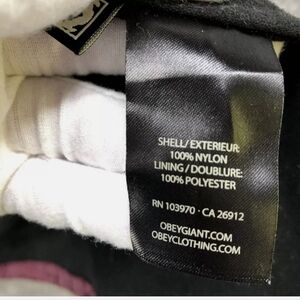 SHELL/EXTERIEUR:
100% NYLON
LINING/DOUBLURE:
100% POLYESTER
RN 103970 · CA 26912
OBEYGIANT.COM
OBEYCLOTHING.COM